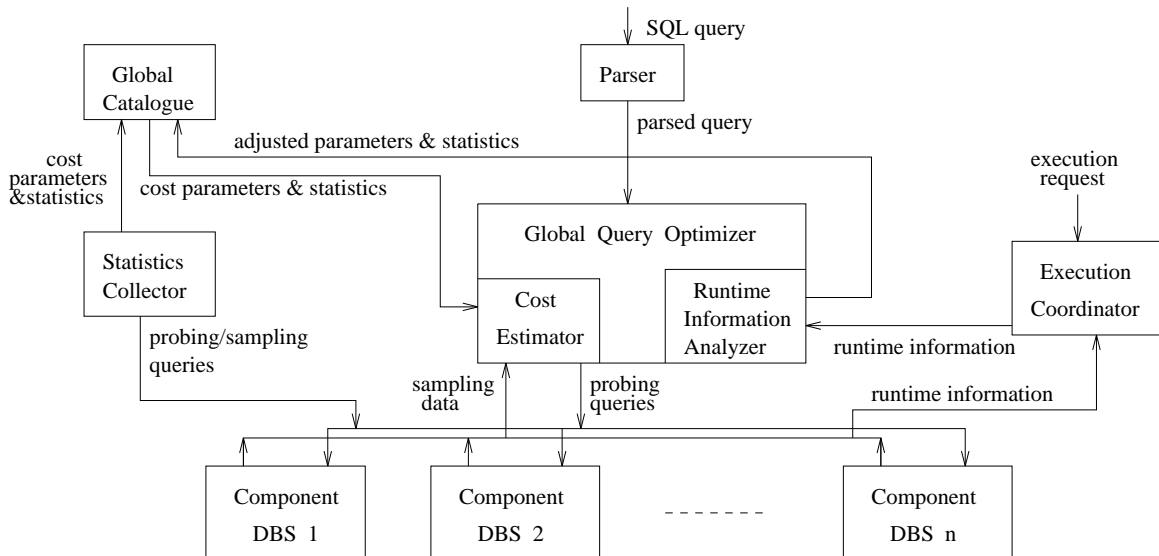 SQL query
Global
Catalogue
Parser
parsed query
adjusted parameters & statistics
cost
parameters
&statistics
cost parameters & statistics
execution
request
Global Query Optimizer
Statistics
Collector
Cost
Estimator
Runtime
Information
Analyzer
Execution
Coordinator
probing/sampling
queries
runtime information
sampling
data
probing
queries
runtime information
Component
DBS 1
Component
DBS 2
Component
DBS n